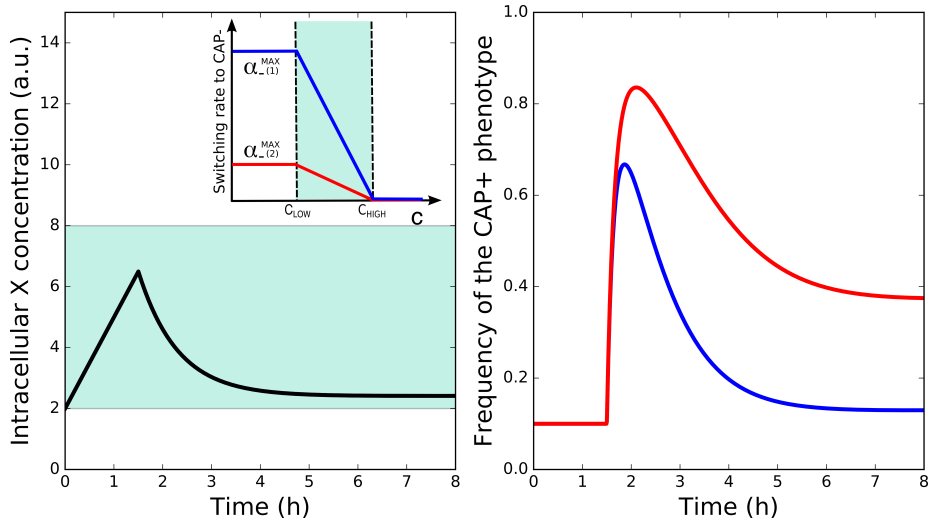 Intracellular X concentration (a.u.)
14
12
10
8
6
4
2
0
0 1 2 3 4 5 6 7 8
Time (h)
Switching rate to CAP-
α-(1)MAX
α-(2)MAX
CLOW
CHIGH
C
Frequency of the CAP+ phenotype
1.0
0.8
0.6
0.4
0.2
0.0
0 1 2 3 4 5 6 7 8
Time (h)